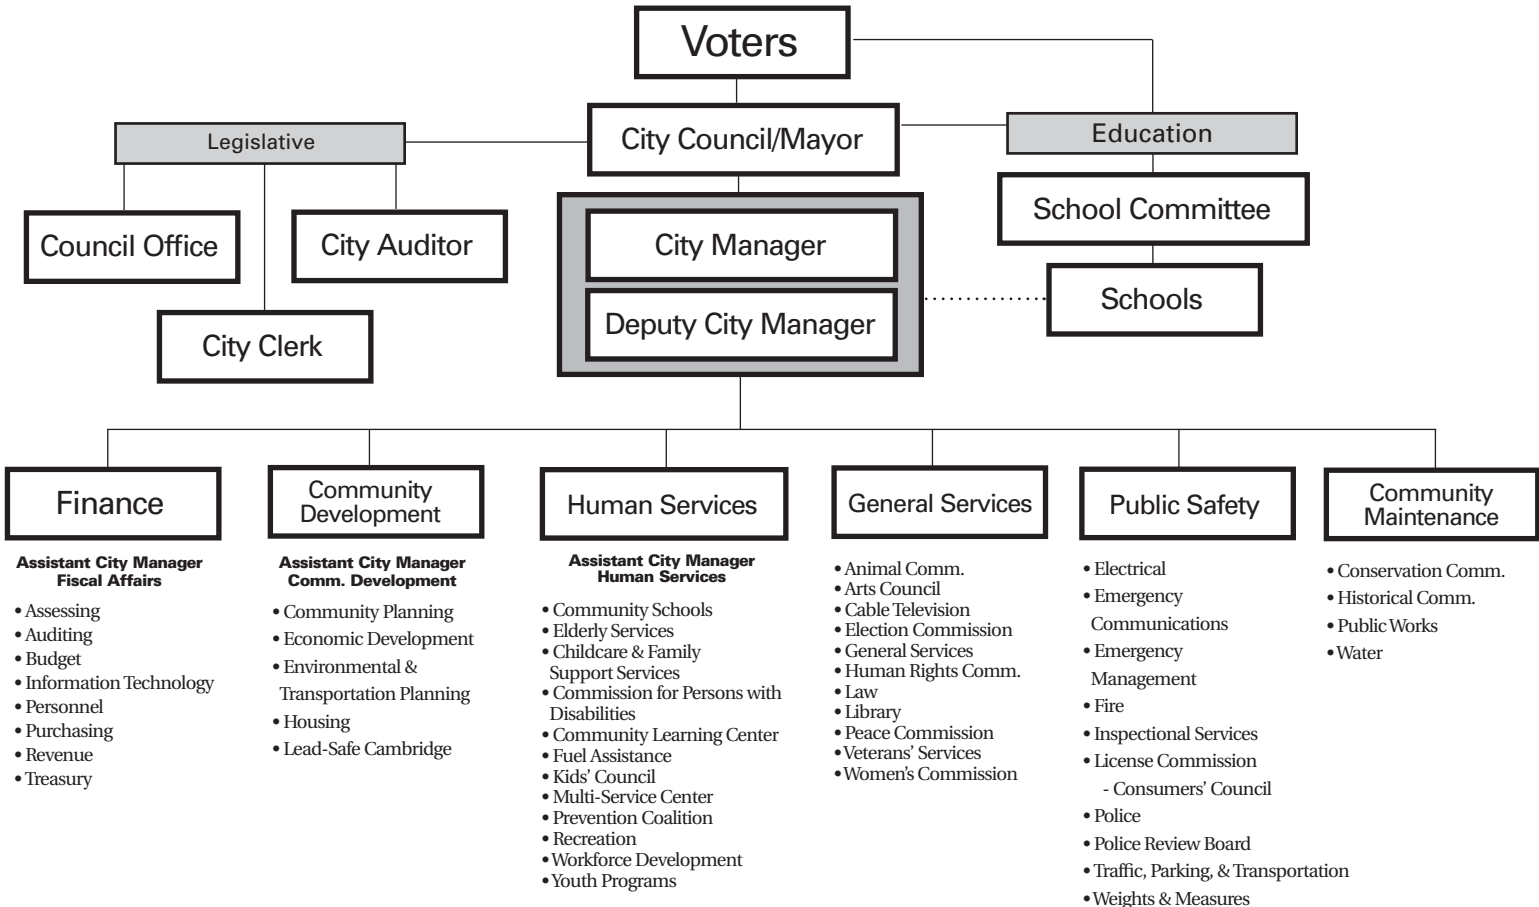 Voters
City Council/Mayor
Legislative
Education
Council Office
City Auditor
City Clerk
City Manager
Deputy City Manager
School Committee
Schools
Finance
Assistant City Manager
Fiscal Affairs
• Assessing
• Auditing
• Budget
• Information Technology
• Personnel
• Purchasing
• Revenue
• Treasury
Community
Development
Assistant City Manager
Comm. Development
• Community Planning
• Economic Development
• Environmental &
Transportation Planning
• Housing
• Lead-Safe Cambridge
Human Services
Assistant City Manager
Human Services
• Community Schools
• Elderly Services
• Childcare & Family
Support Services
• Commission for Persons with
Disabilities
• Community Learning Center
• Fuel Assistance
• Kids' Council
• Multi-Service Center
• Prevention Coalition
• Recreation
• Workforce Development
• Youth Programs
General Services
• Animal Comm.
• Arts Council
• Cable Television
• Election Commission
• General Services
• Human Rights Comm.
• Law
• Library
• Peace Commission
• Veterans' Services
• Women's Commission
Public Safety
• Electrical
• Emergency
Communications
• Emergency
Management
• Fire
• Inspectional Services
• License Commission
- Consumers' Council
• Police
• Police Review Board
• Traffic, Parking, & Transportation
• Weights & Measures
Community
Maintenance
• Conservation Comm.
• Historical Comm.
• Public Works
• Water